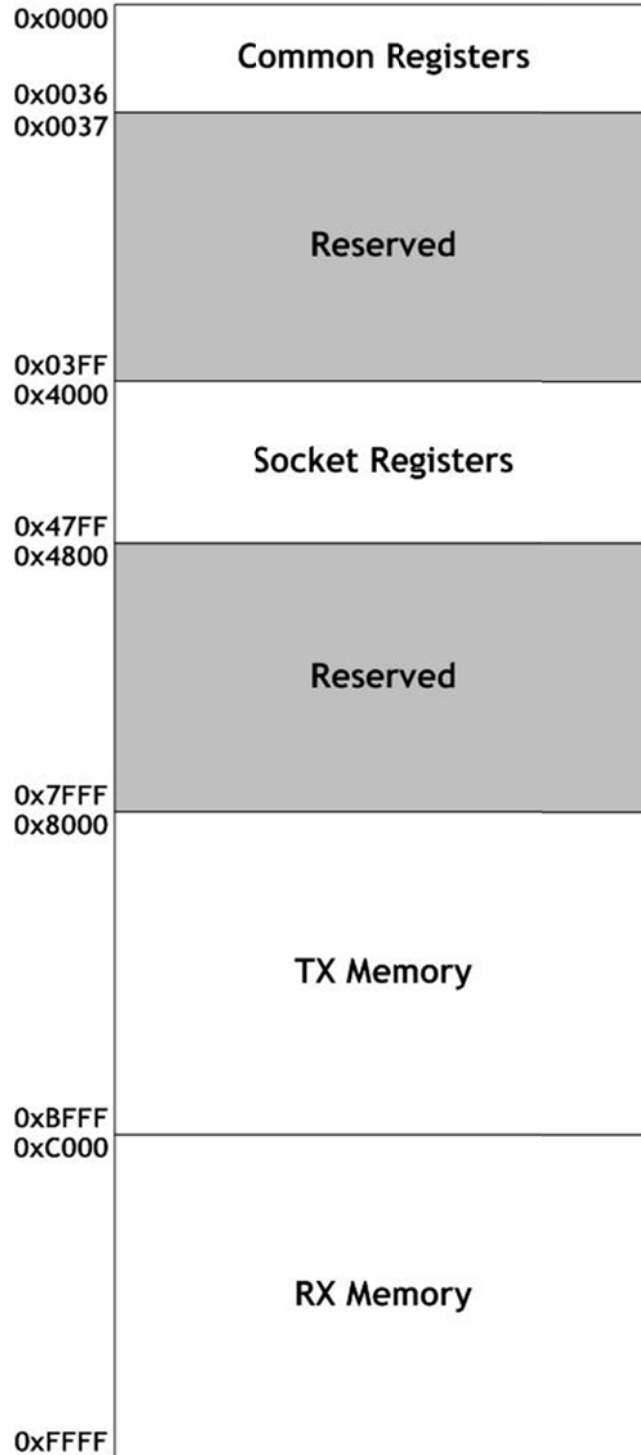 0x0000
Common Registers
0x0036
0x0037
Reserved
0x03FF
0x4000
Socket Registers
0x47FF
0x4800
Reserved
0x7FFF
0x8000
TX Memory
0xBFFF
0xC000
RX Memory
0xFFFF